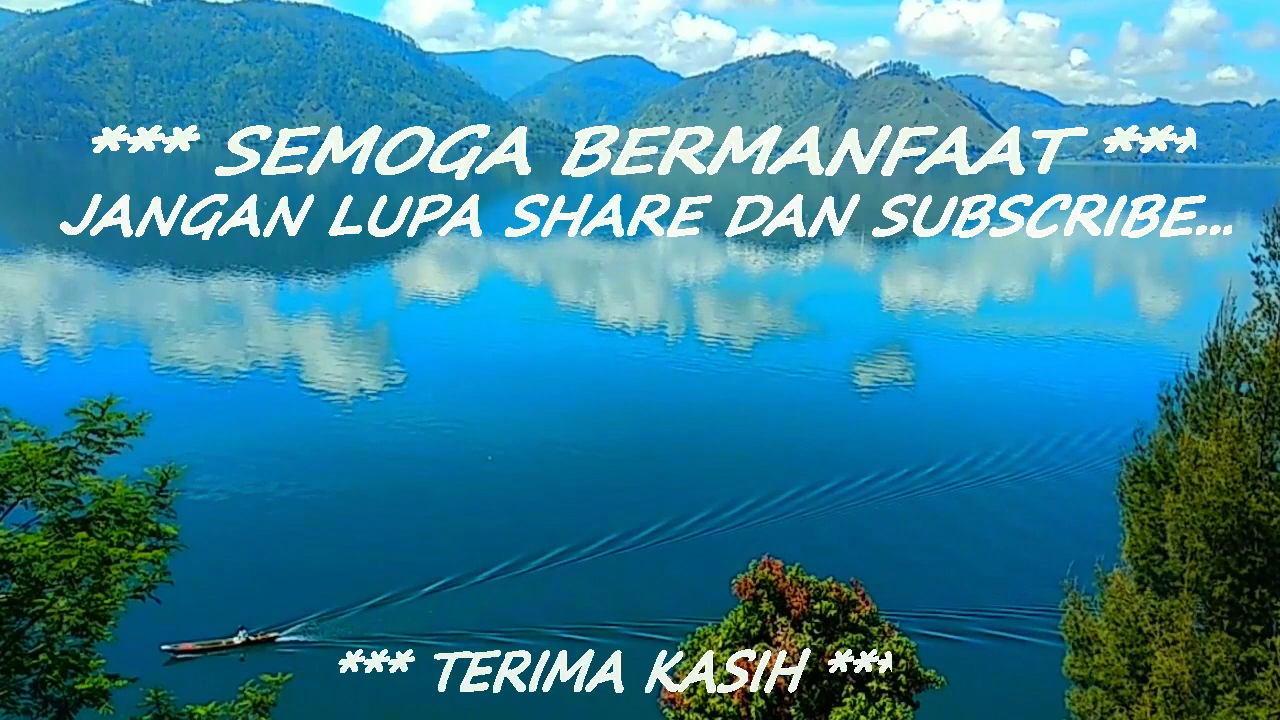 *** SEMOGA BERMANFAAT ***
JANGAN LUPA SHARE DAN SUBSCRIBE...
*** TERIMA KASIH ***